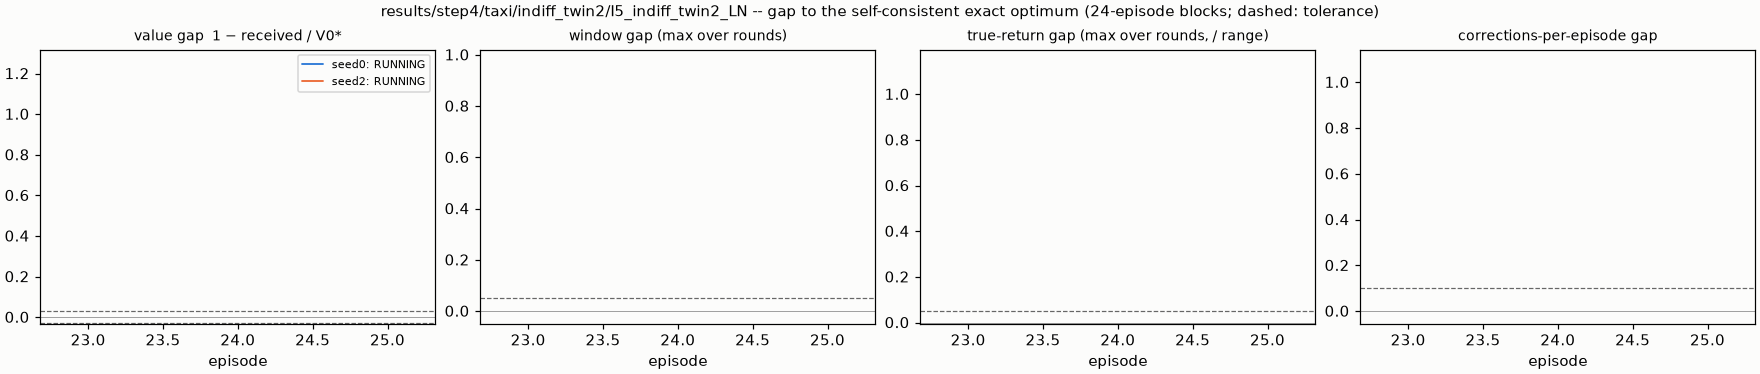 results/step4/taxi/indiff_twin2/l5_indiff_twin2_LN -- gap to the self-consistent exact optimum (24-episode blocks; dashed: tolerance)
value gap 1 − received / V0*
1.2
1.0
0.8
0.6
0.4
0.2
0.0
seed0: RUNNING
seed2: RUNNING
23.0 23.5 24.0 24.5 25.0
episode
window gap (max over rounds)
1.0
0.8
0.6
0.4
0.2
0.0
23.0 23.5 24.0 24.5 25.0
episode
true-return gap (max over rounds, / range)
1.0
0.8
0.6
0.4
0.2
0.0
23.0 23.5 24.0 24.5 25.0
episode
corrections-per-episode gap
1.0
0.8
0.6
0.4
0.2
0.0
23.0 23.5 24.0 24.5 25.0
episode